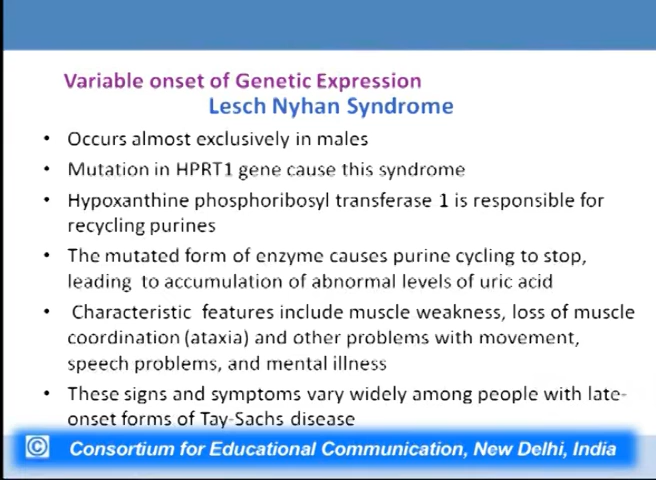 Variable onset of Genetic Expression
Lesch Nyhan Syndrome
• Occurs almost exclusively in males
• Mutation in HPRT1 gene cause this syndrome
• Hypoxanthine phosphoribosyl transferase 1 is responsible for
recycling purines
• The mutated form of enzyme causes purine cycling to stop,
leading to accumulation of abnormal levels of uric acid
• Characteristic features include muscle weakness, loss of muscle
coordination (ataxia) and other problems with movement,
speech problems, and mental illness
• These signs and symptoms vary widely among people with late-
onset forms of Tay-Sachs disease
© Consortium for Educational Communication, New Delhi, India